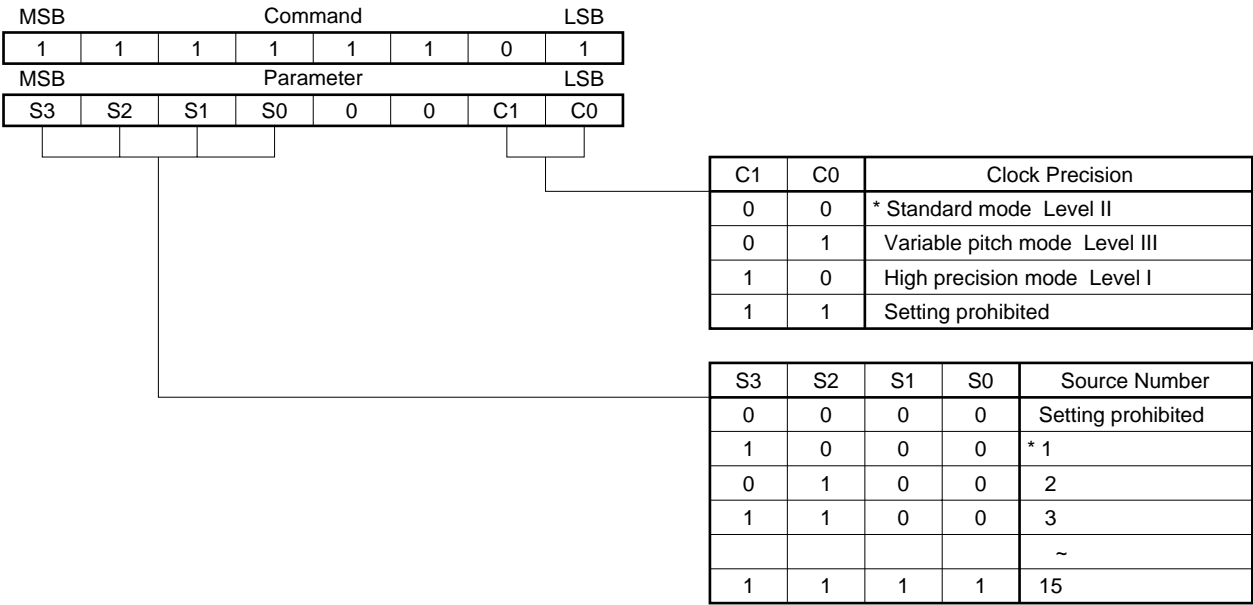 MSB Command LSB
1 1 1 1 1 1 0 1
MSB Parameter LSB
S3 S2 S1 S0 0 0 C1 C0
C1 C0 Clock Precision
0 0 * Standard mode Level II
0 1 Variable pitch mode Level III
1 0 High precision mode Level I
1 1 Setting prohibited
S3 S2 S1 S0 Source Number
0 0 0 0 Setting prohibited
1 0 0 0 * 1
0 1 0 0 2
1 1 0 0 3
~
1 1 1 1 15